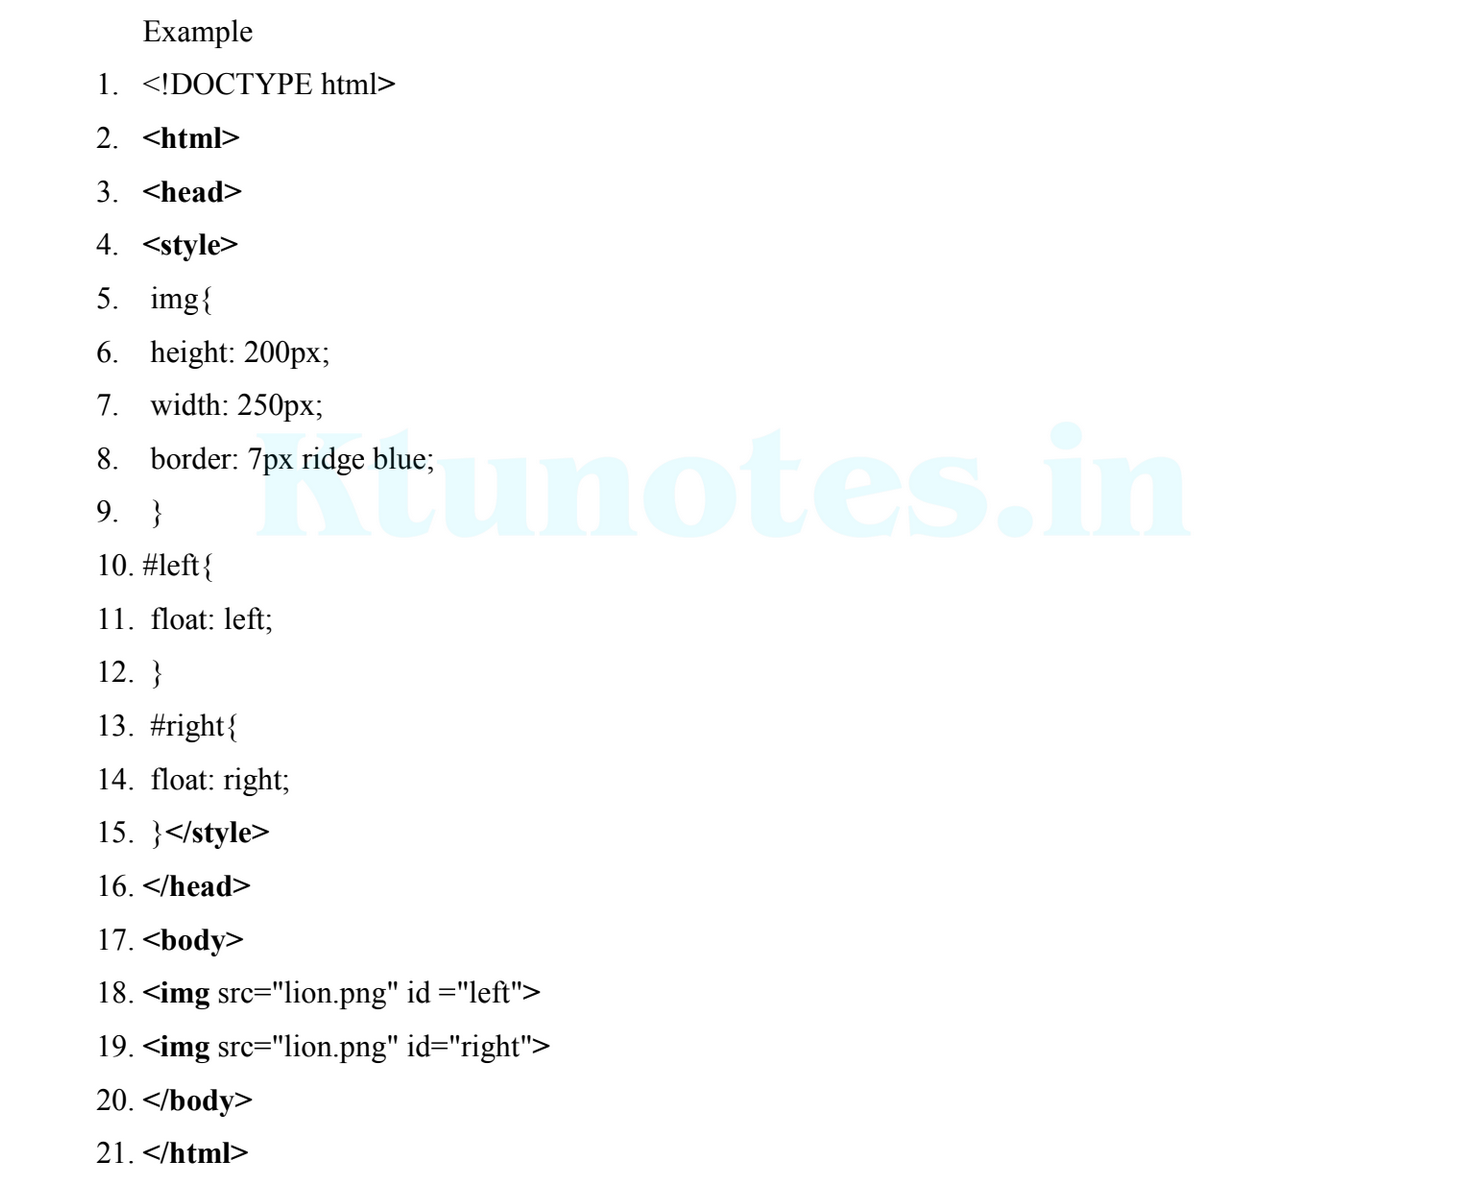 Example
1. <!DOCTYPE html>
2. <html>
3. <head>
4. <style>
5. img{
6. height: 200px;
7. width: 250px;
8. border: 7px ridge blue;
Ktunotes.in
9. }
10. #left{
11. float: left;
12. }
13. #right{
14. float: right;
15. }</style>
16. </head>
17. <body>
18. <img src="lion.png" id ="left">
19. <img src="lion.png" id="right">
20. </body>
21. </html>